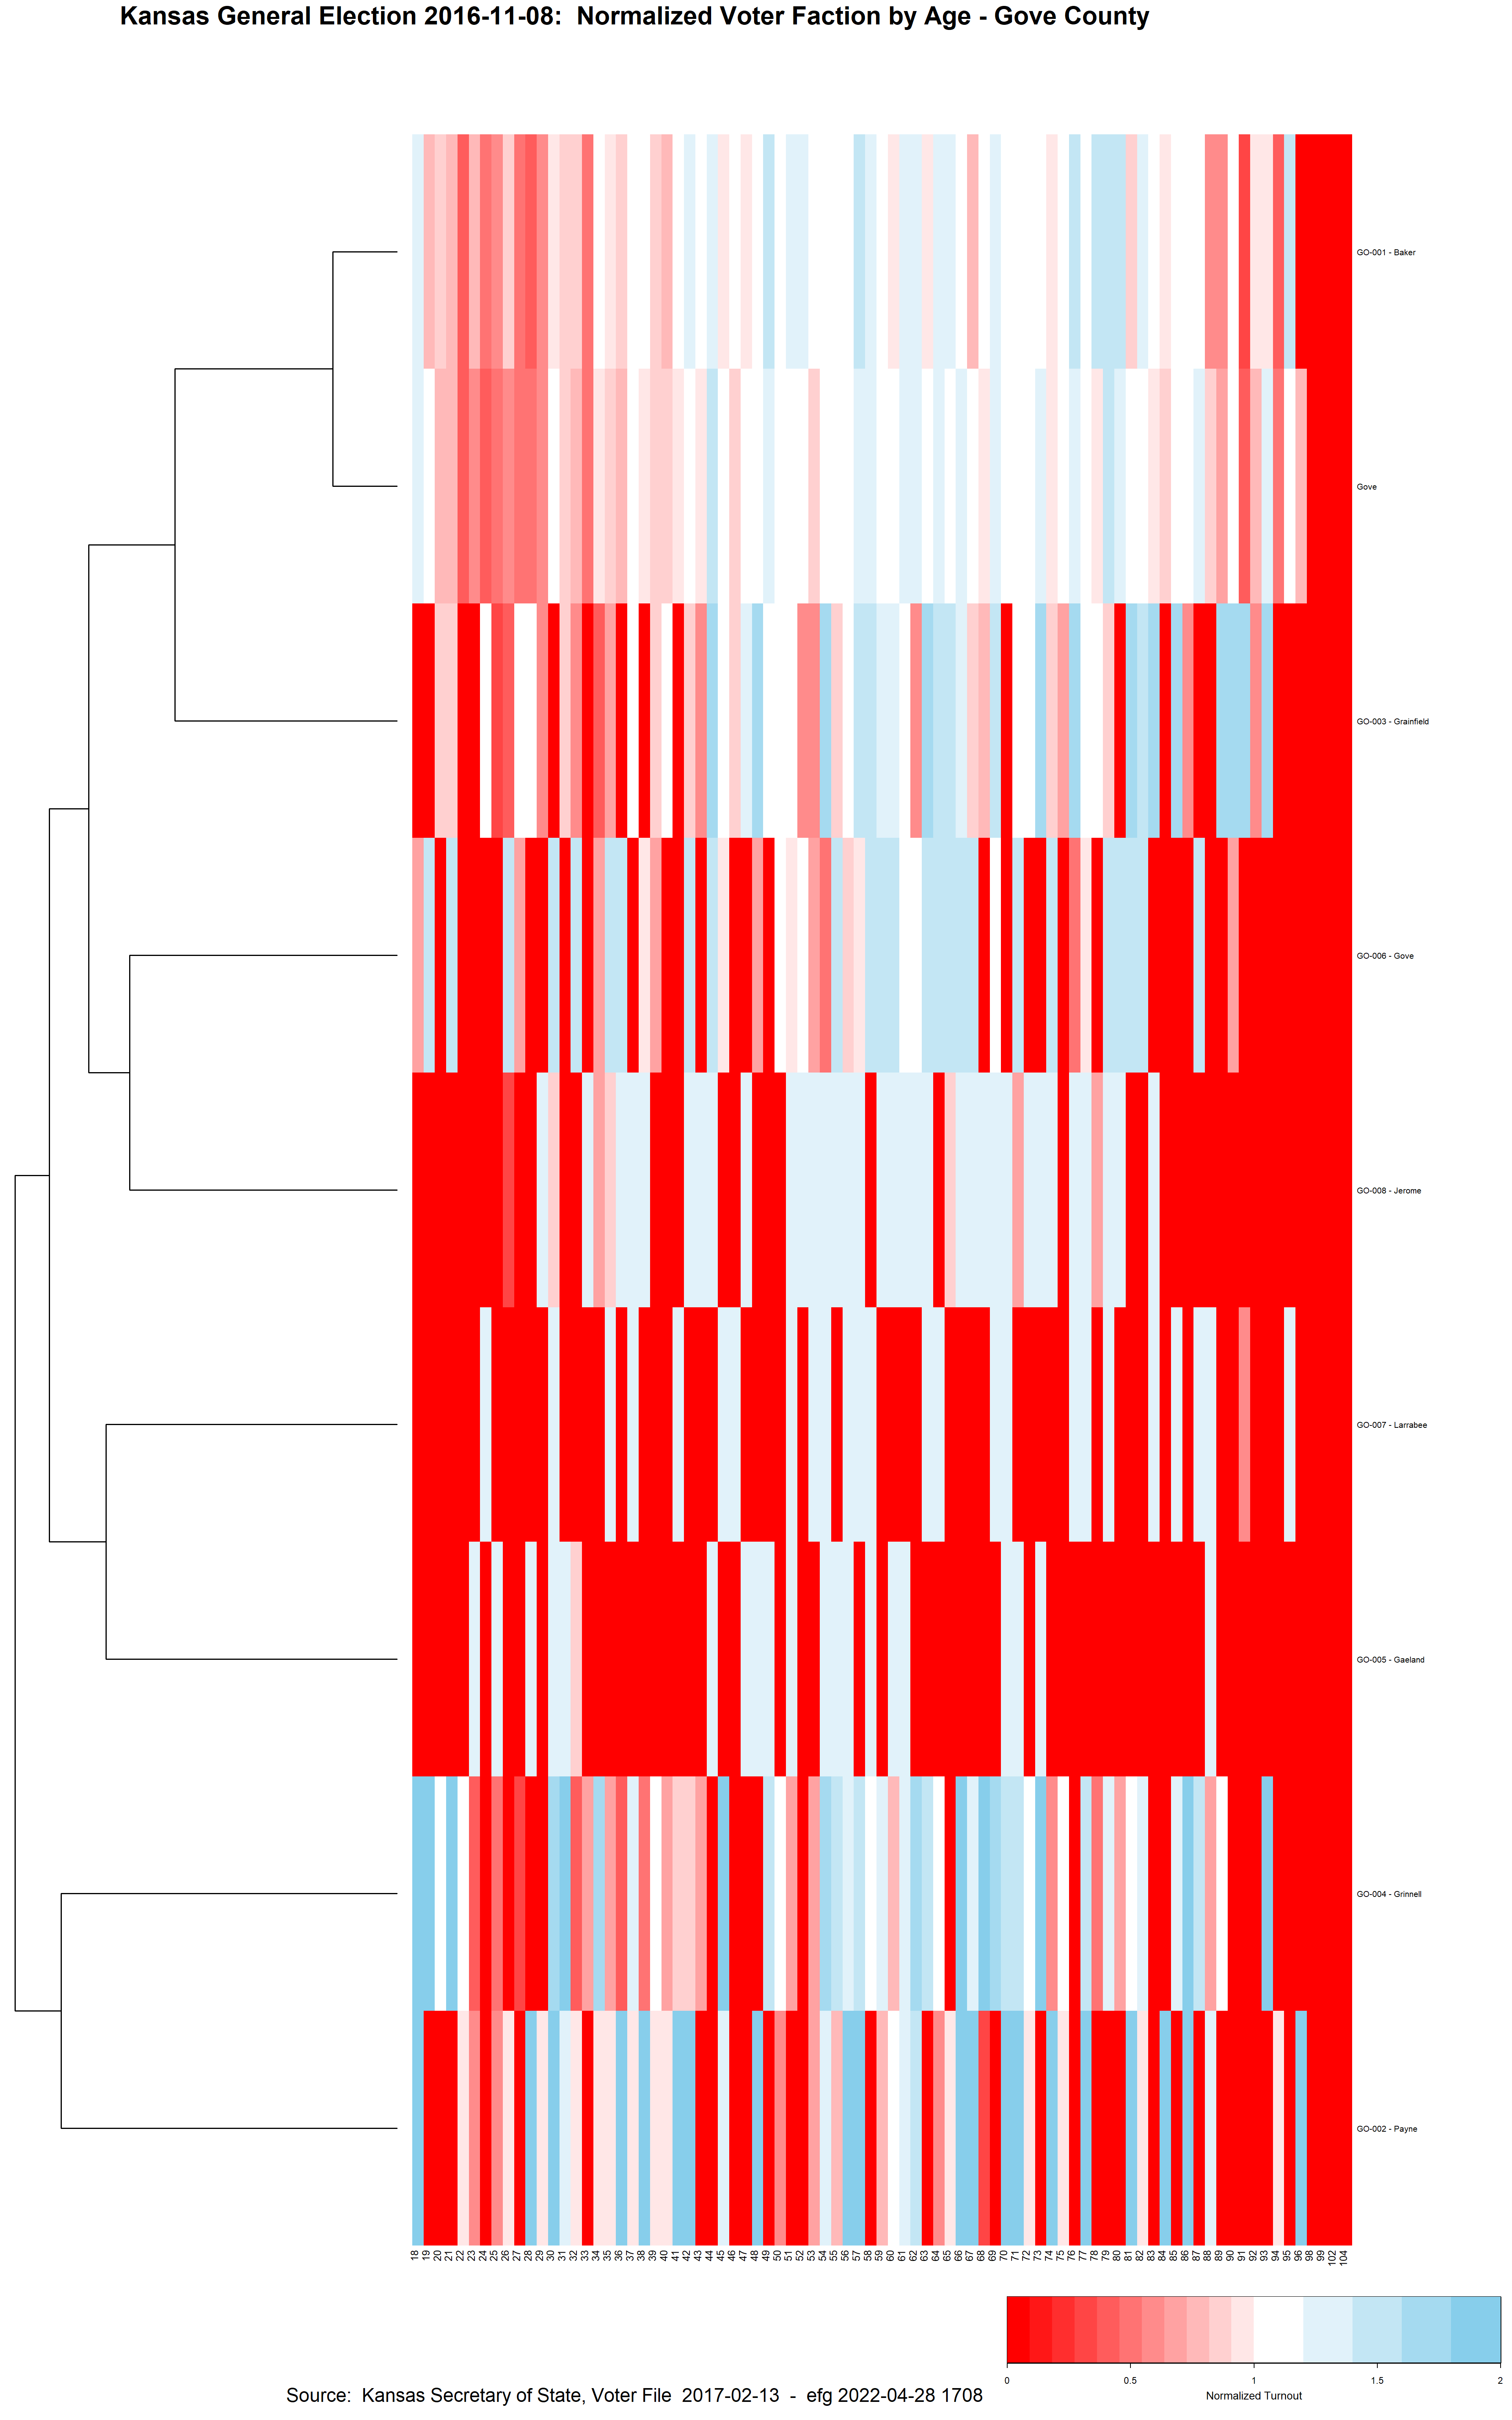 Kansas General Election 2016-11-08:  Normalized Voter Faction by Age - Gove County
GO-001 - Baker
Gove
GO-003 - Grainfield
GO-006 - Gove
GO-008 - Jerome
GO-007 - Larrabee
GO-005 - Gaeland
GO-004 - Grinnell
GO-002 - Payne
18 19 20 21 22 23 24 25 26 27 28 29 30 31 32 33 34 35 36 37 38 39 40 41 42 43 44 45 46 47 48 49 50 51 52 53 54 55 56 57 58 59 60 61 62 63 64 65 66 67 68 69 70 71 72 73 74 75 76 77 78 79 80 81 82 83 84 85 86 87 88 89 90 91 92 93 94 95 96 98 99 102 104
0 0.5 1 1.5 2
Normalized Turnout
Source:  Kansas Secretary of State, Voter File  2017-02-13  -  efg 2022-04-28 1708